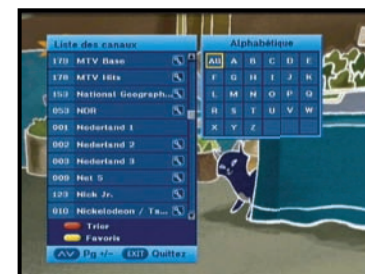 Liste des canaux
179 MTV Base
178 MTV Hits
153 National Geograph...
053 NDR
001 Nederland 1
002 Nederland 2
003 Nederland 3
009 Net 5
123 Nick Jr.
010 Nickelodeon / Ta...
Trier
Favoris
Pg +/- EXIT Quittez
Alphabétique
All A B C D E
F G H I J K
L M N O P Q
R S T U V W
X Y Z